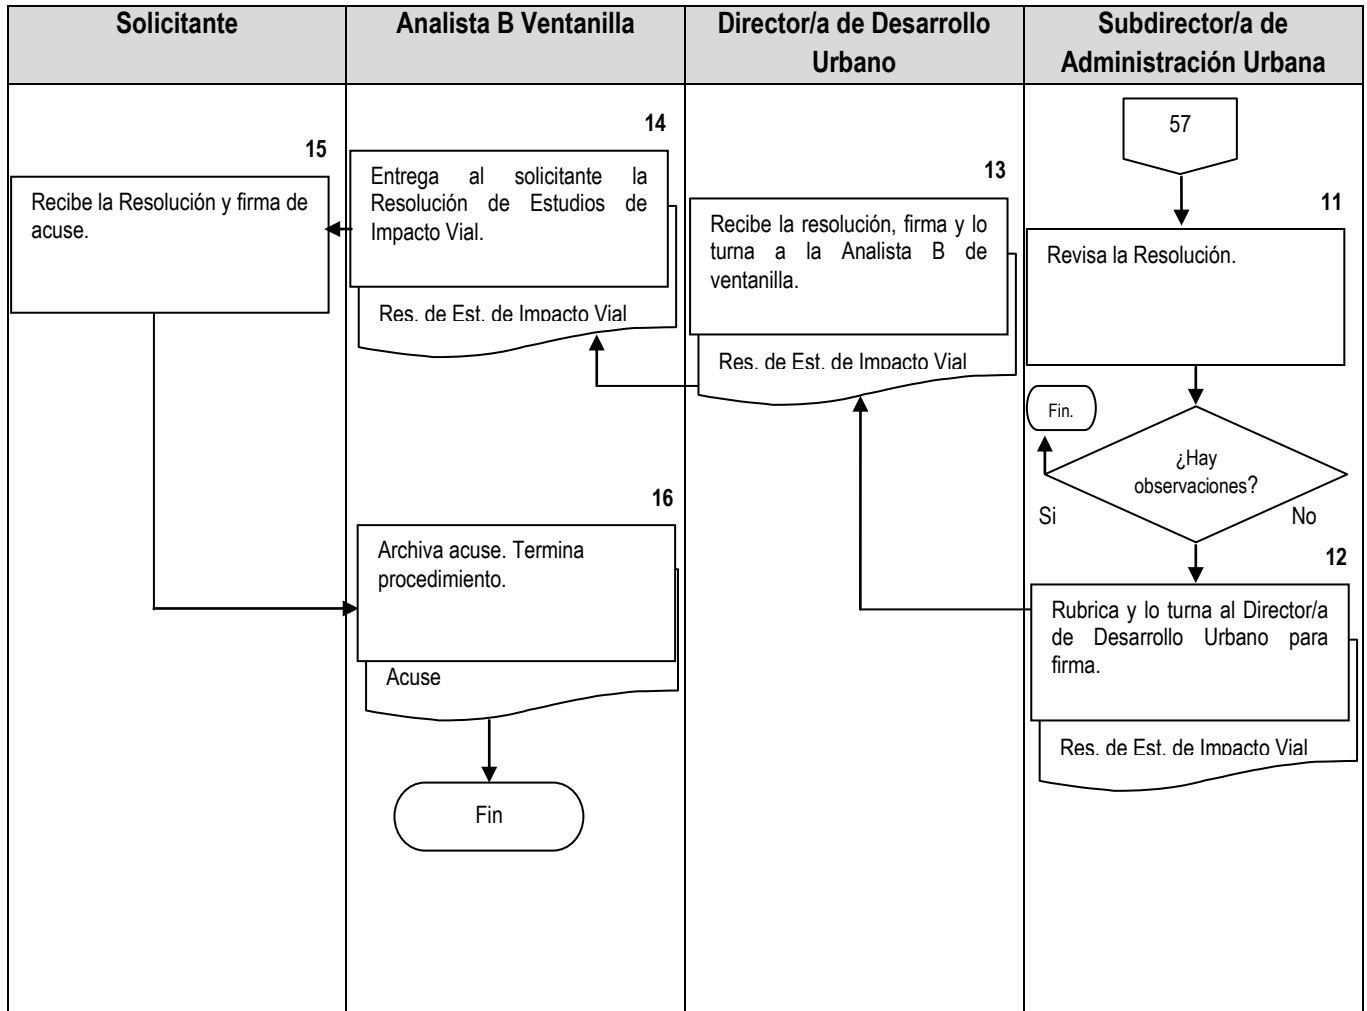 Solicitante
Analista B Ventanilla
Director/a de Desarrollo
Urbano
Subdirector/a de
Administración Urbana
57
11
Revisa la Resolución.
¿Hay
observaciones?
Fin.
Si
No
12
Rubrica y lo turna al Director/a
de Desarrollo Urbano para
firma.
Res. de Est. de Impacto Vial
13
Recibe la resolución, firma y lo
turna a la Analista B de
ventanilla.
Res. de Est. de Impacto Vial
14
Entrega al solicitante la
Resolución de Estudios de
Impacto Vial.
Res. de Est. de Impacto Vial
15
Recibe la Resolución y firma de
acuse.
16
Archiva acuse. Termina
procedimiento.
Acuse
Fin